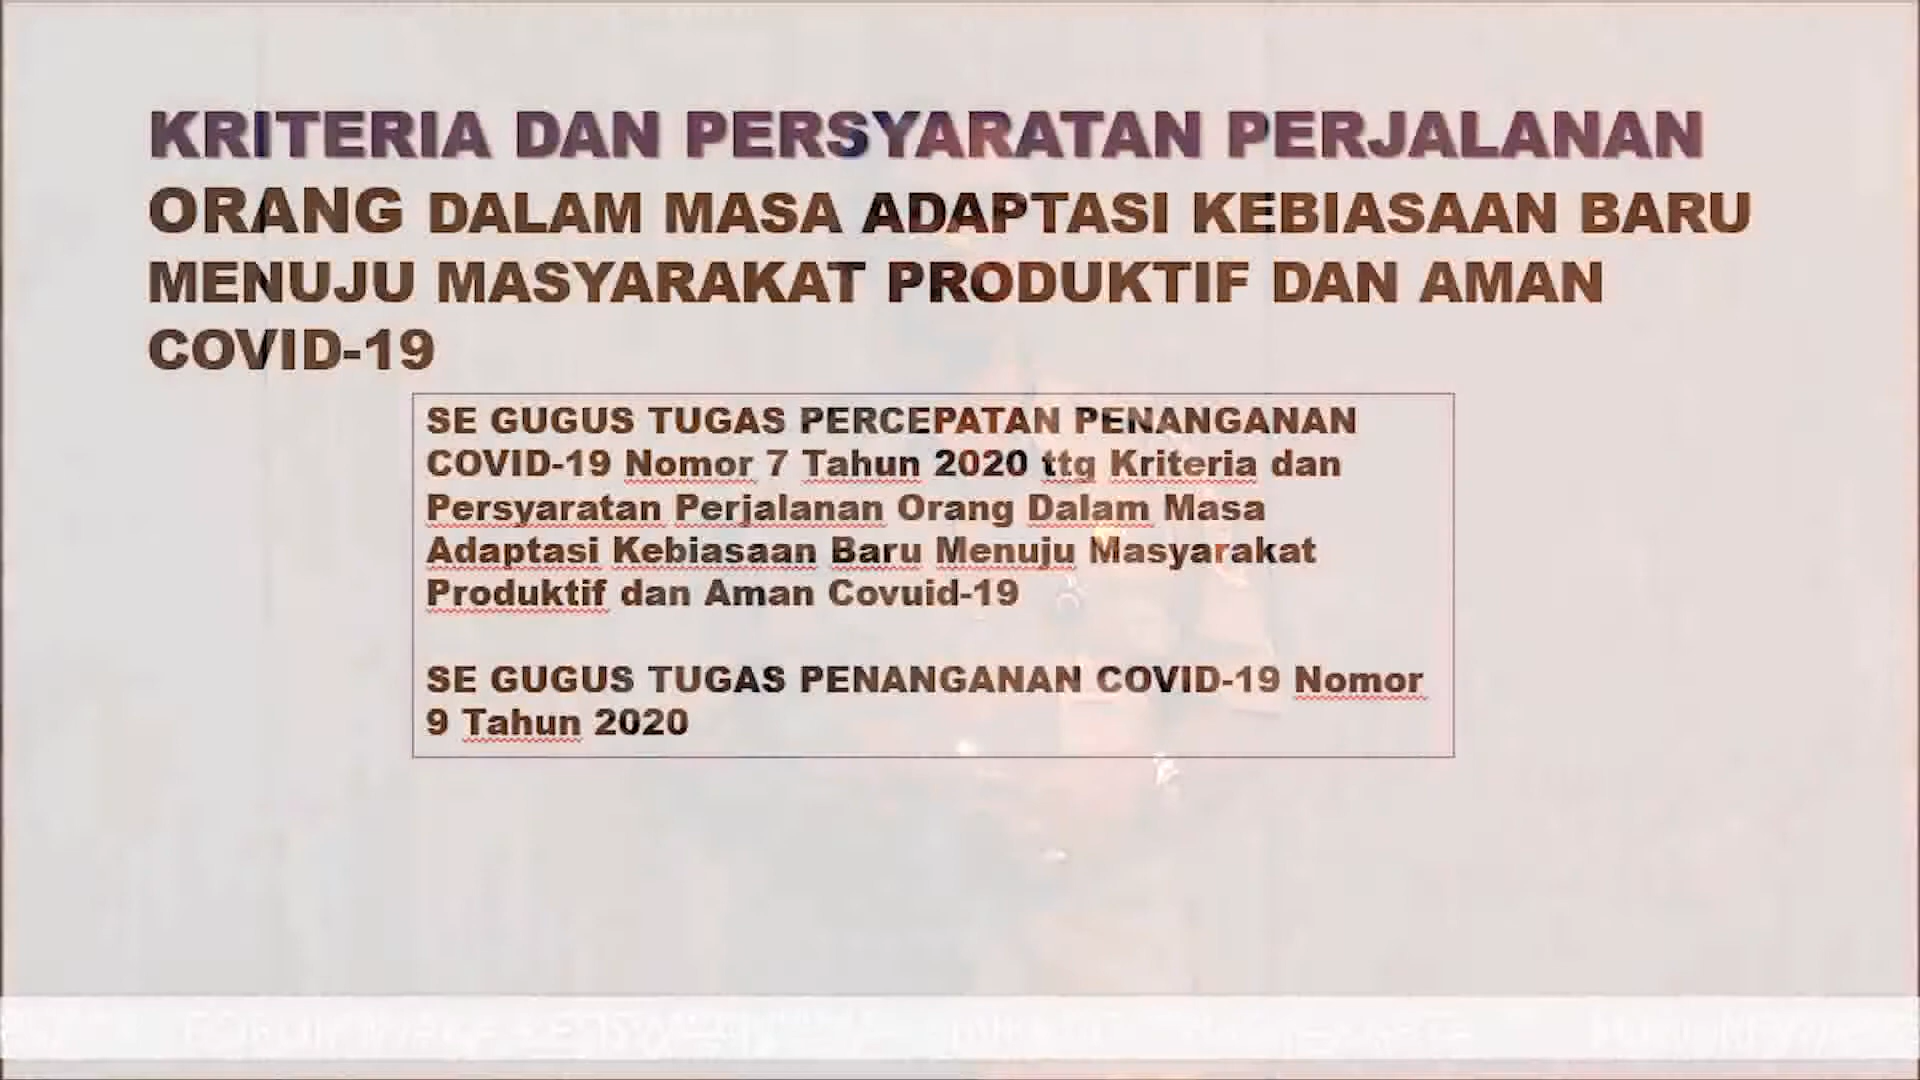 KRITERIA DAN PERSYARATAN PERJALANAN
ORANG DALAM MASA ADAPTASI KEBIASAAN BARU
MENUJU MASYARAKAT PRODUKTIF DAN AMAN
COVID-19
SE GUGUS TUGAS PERCEPATAN PENANGANAN
COVID-19 Nomor 7 Tahun 2020 ttg Kriteria dan
Persyaratan Perjalanan Orang Dalam Masa
Adaptasi Kebiasaan Baru Menuju Masyarakat
Produktif dan Aman Covuid-19
SE GUGUS TUGAS PENANGANAN COVID-19 Nomor
9 Tahun 2020